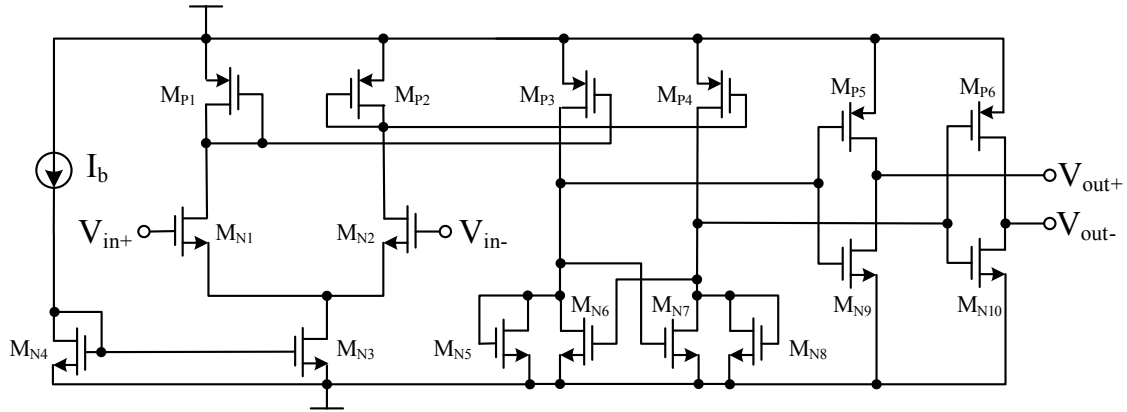 M_P1
M_P2
M_P3
M_P4
M_P5
M_P6
I_b
V_out+
V_in+
M_N1
M_N2
V_in-
V_out-
M_N4
M_N3
M_N5
M_N6
M_N7
M_N8
M_N9
M_N10